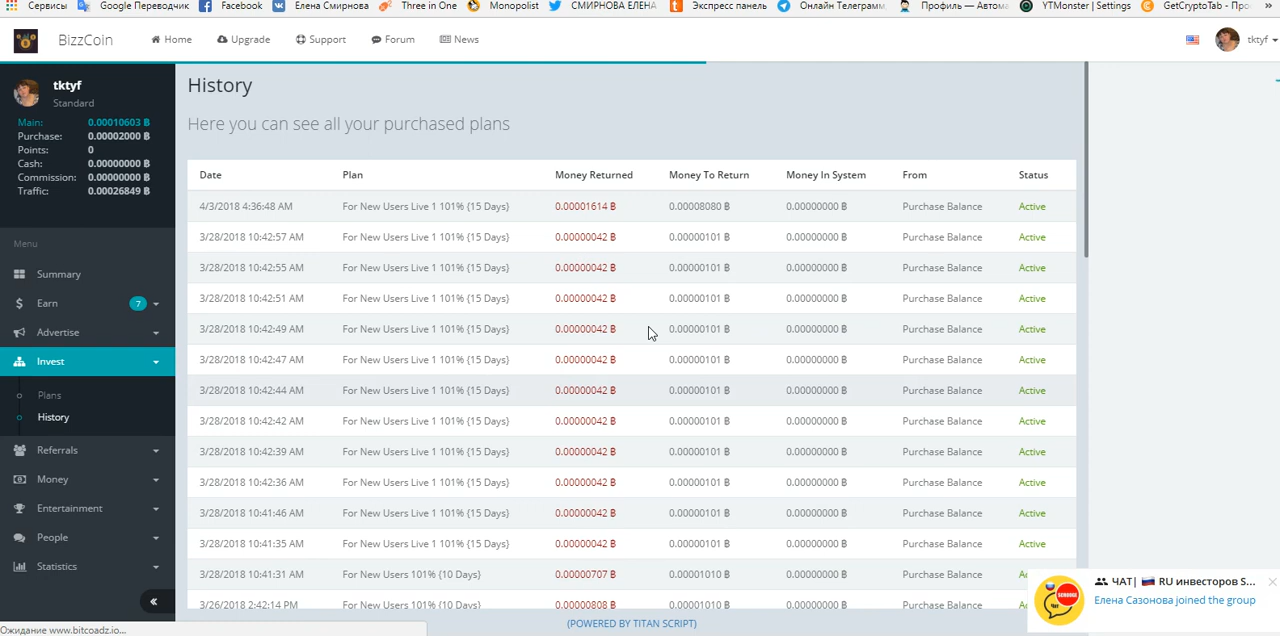 Сервисы Google Переводчик Facebook Елена Смирнова Three in One Monopolist СМИРНОВА ЕЛЕНА Экспресс панель Онлайн Телеграмм Профиль — Автома YTMonster | Settings GetCryptoTab - Про »
BizzCoin Home Upgrade Support Forum News tktyf
tktyf
Standard
Main: 0.00010603 Ƀ
Purchase: 0.00002000 Ƀ
Points: 0
Cash: 0.00000000 Ƀ
Commission: 0.00000000 Ƀ
Traffic: 0.00026849 Ƀ
Menu
Summary
Earn 7
Advertise
Invest
Plans
History
Referrals
Money
Entertainment
People
Statistics
«
History
Here you can see all your purchased plans
Date Plan Money Returned Money To Return Money In System From Status
4/3/2018 4:36:48 AM For New Users Live 1 101% {15 Days} 0.00001614 Ƀ 0.00008080 Ƀ 0.00000000 Ƀ Purchase Balance Active
3/28/2018 10:42:57 AM For New Users Live 1 101% {15 Days} 0.00000042 Ƀ 0.00000101 Ƀ 0.00000000 Ƀ Purchase Balance Active
3/28/2018 10:42:55 AM For New Users Live 1 101% {15 Days} 0.00000042 Ƀ 0.00000101 Ƀ 0.00000000 Ƀ Purchase Balance Active
3/28/2018 10:42:51 AM For New Users Live 1 101% {15 Days} 0.00000042 Ƀ 0.00000101 Ƀ 0.00000000 Ƀ Purchase Balance Active
3/28/2018 10:42:49 AM For New Users Live 1 101% {15 Days} 0.00000042 Ƀ 0.00000101 Ƀ 0.00000000 Ƀ Purchase Balance Active
3/28/2018 10:42:47 AM For New Users Live 1 101% {15 Days} 0.00000042 Ƀ 0.00000101 Ƀ 0.00000000 Ƀ Purchase Balance Active
3/28/2018 10:42:44 AM For New Users Live 1 101% {15 Days} 0.00000042 Ƀ 0.00000101 Ƀ 0.00000000 Ƀ Purchase Balance Active
3/28/2018 10:42:42 AM For New Users Live 1 101% {15 Days} 0.00000042 Ƀ 0.00000101 Ƀ 0.00000000 Ƀ Purchase Balance Active
3/28/2018 10:42:39 AM For New Users Live 1 101% {15 Days} 0.00000042 Ƀ 0.00000101 Ƀ 0.00000000 Ƀ Purchase Balance Active
3/28/2018 10:42:36 AM For New Users Live 1 101% {15 Days} 0.00000042 Ƀ 0.00000101 Ƀ 0.00000000 Ƀ Purchase Balance Active
3/28/2018 10:41:46 AM For New Users Live 1 101% {15 Days} 0.00000042 Ƀ 0.00000101 Ƀ 0.00000000 Ƀ Purchase Balance Active
3/28/2018 10:41:35 AM For New Users Live 1 101% {15 Days} 0.00000042 Ƀ 0.00000101 Ƀ 0.00000000 Ƀ Purchase Balance Active
3/28/2018 10:41:31 AM For New Users 101% {10 Days} 0.00000707 Ƀ 0.00001010 Ƀ 0.00000000 Ƀ Purchase Balance Ac
3/26/2018 2:42:14 PM For New Users 101% {10 Days} 0.00000808 Ƀ 0.00001010 Ƀ 0.00000000 Ƀ Purchase Balance Ac
(POWERED BY TITAN SCRIPT)
ЧАТ| RU инвесторов S...
Елена Сазонова joined the group
Ожидание www.bitcoadz.io...